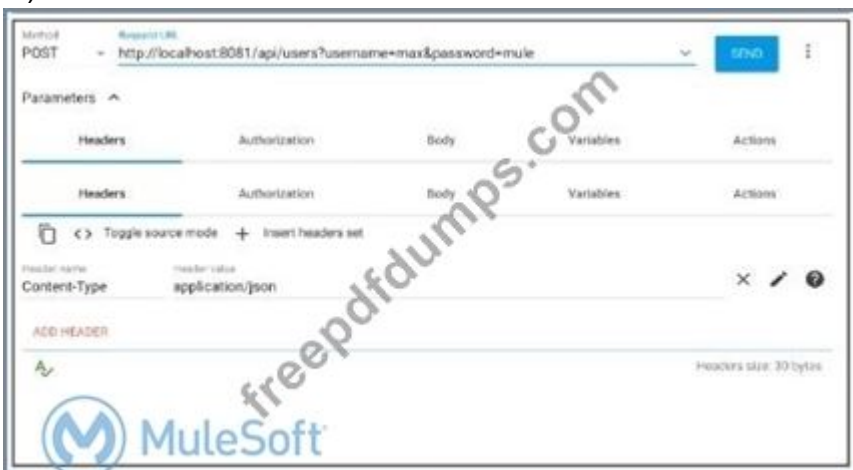 Method Request URL
POST http://localhost:8081/api/users?username=max&password=mule SEND
Parameters
Headers Authorization Body Variables Actions
Headers Authorization Body Variables Actions
<> Toggle source mode + Insert headers set
Header name Header value
Content-Type application/json
ADD HEADER
Headers size: 30 bytes
freepdfdumps.com
MuleSoft